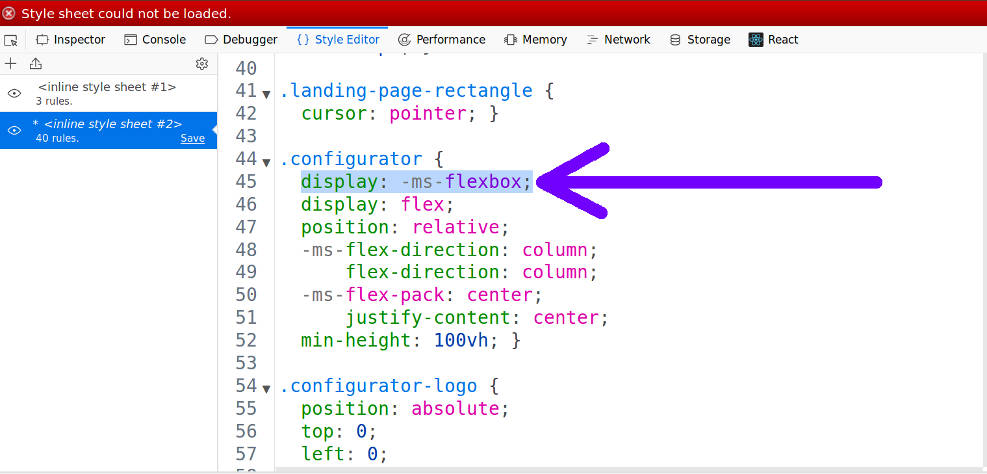 Style sheet could not be loaded.
Inspector Console Debugger {} Style Editor Performance Memory Network Storage React
<inline style sheet #1>
3 rules.
* <inline style sheet #2>
40 rules. Save
40
41 .landing-page-rectangle {
42 cursor: pointer; }
43
44 .configurator {
45 display: -ms-flexbox;
46 display: flex;
47 position: relative;
48 -ms-flex-direction: column;
49 flex-direction: column;
50 -ms-flex-pack: center;
51 justify-content: center;
52 min-height: 100vh; }
53
54 .configurator-logo {
55 position: absolute;
56 top: 0;
57 left: 0;